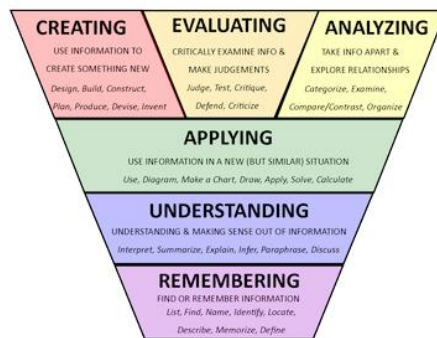 CREATING
USE INFORMATION TO
CREATE SOMETHING NEW
Design, Build, Construct,
Plan, Produce, Devise, Invent
EVALUATING
CRITICALLY EXAMINE INFO &
MAKE JUDGEMENTS
Judge, Test, Critique,
Defend, Criticize
ANALYZING
TAKE INFO APART &
EXPLORE RELATIONSHIPS
Categorize, Examine,
Compare/Contrast, Organize
APPLYING
USE INFORMATION IN A NEW (BUT SIMILAR) SITUATION
Use, Diagram, Make a Chart, Draw, Apply, Solve, Calculate
UNDERSTANDING
UNDERSTANDING & MAKING SENSE OUT OF INFORMATION
Interpret, Summarize, Explain, Infer, Paraphrase, Discuss
REMEMBERING
FIND OR REMEMBER INFORMATION
List, Find, Name, Identify, Locate,
Describe, Memorize, Define